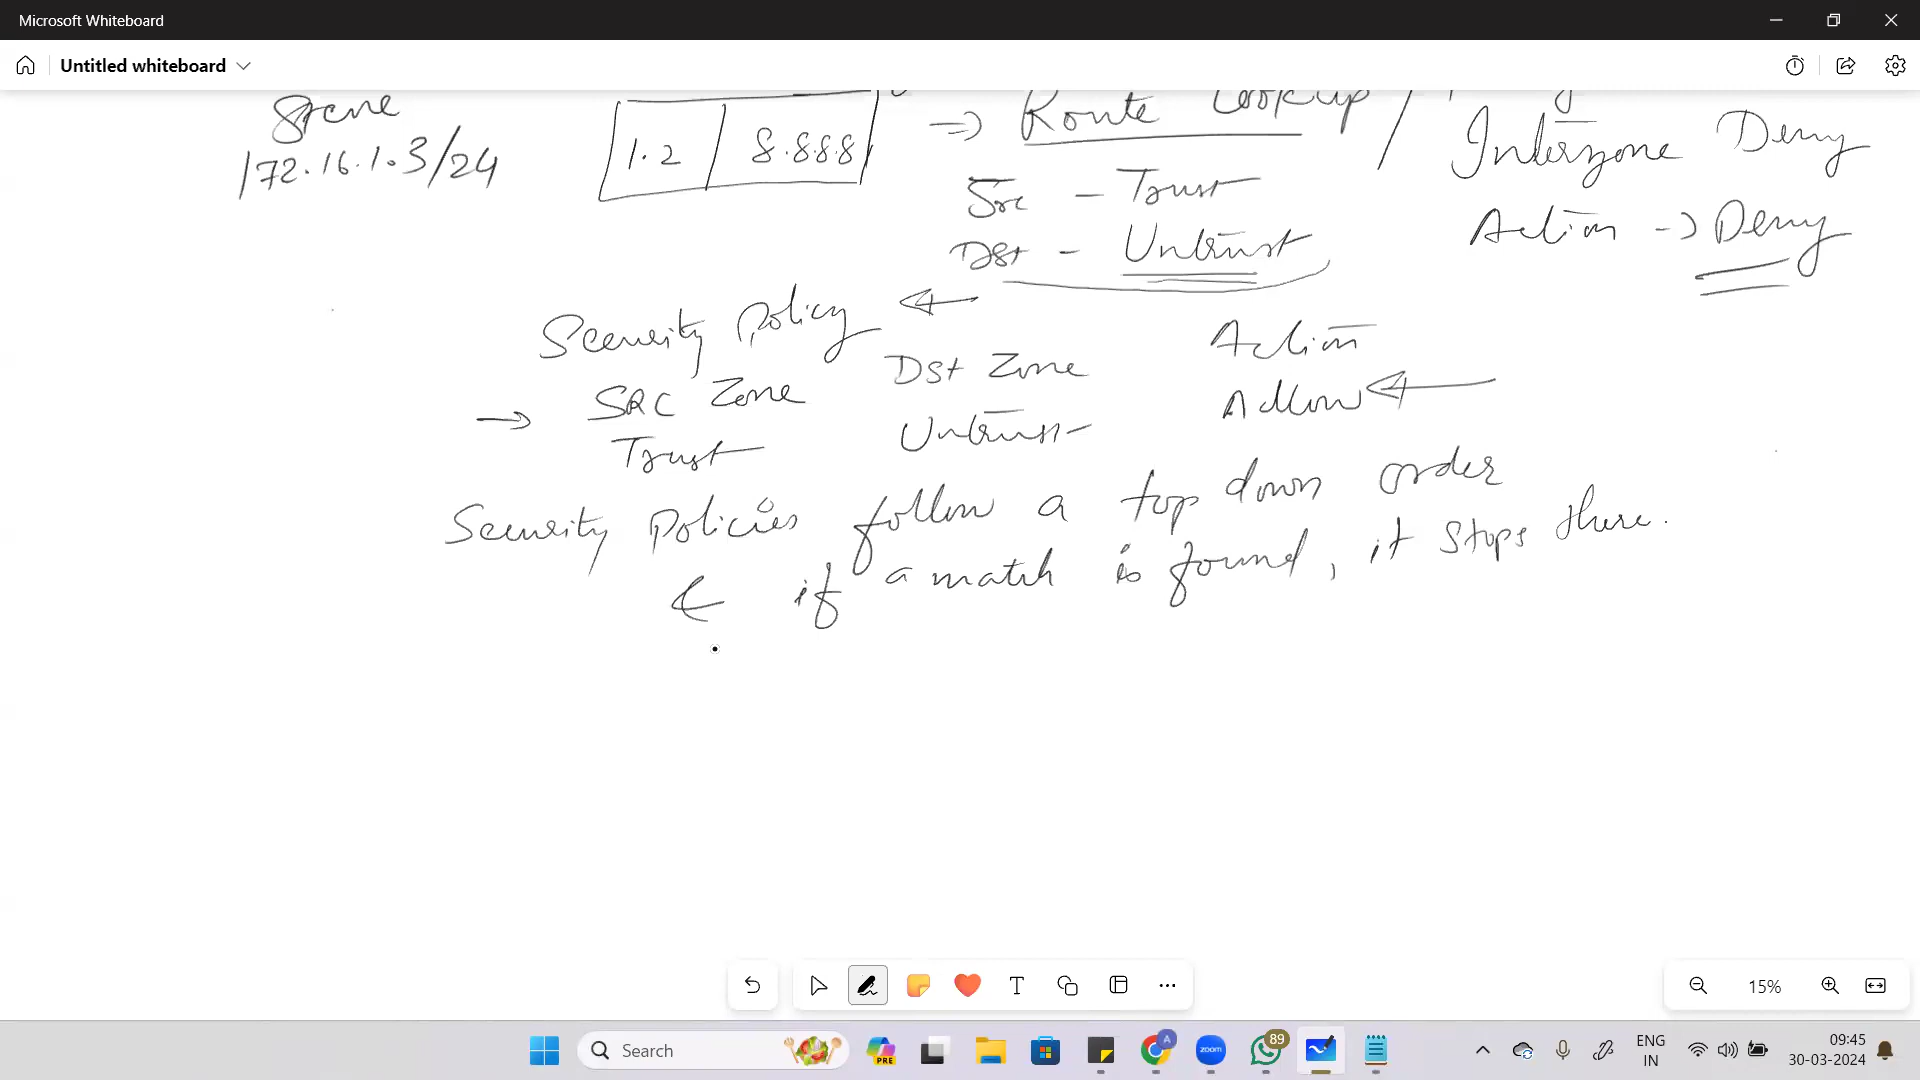 Microsoft Whiteboard
Untitled whiteboard
172.16.1.3/24
1.2 8.8.8.8
Route Lookup
Interzone Deny
Src - Trust
Action -> Deny
Dst - Untrust
Security Policy
SRC Zone Dst Zone Action
Trust Untrust Allow
Security Policies follow a top down order
if a match is found, it stops there.
15%
Search
PRE
A
zoom
89
ENG
IN
09:45
30-03-2024